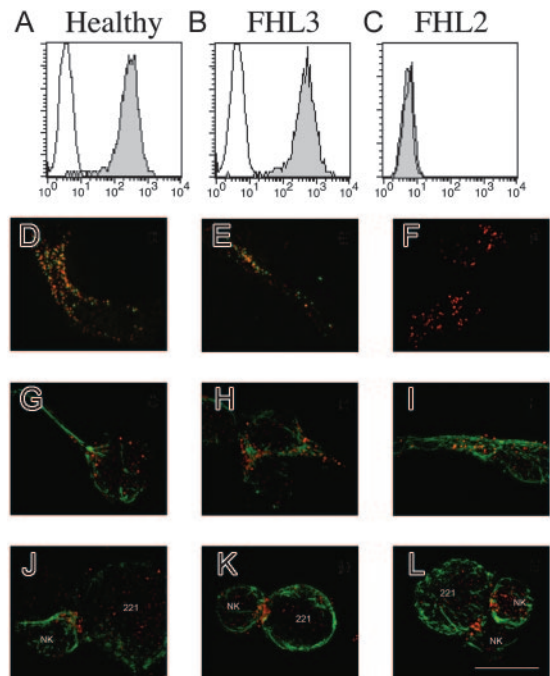 A Healthy B FHL3 C FHL2
10⁰ 10¹ 10² 10³ 10⁴ 10⁰ 10¹ 10² 10³ 10⁴ 10⁰ 10¹ 10² 10³ 10⁴
D E F
G H I
J K L
221 NK 221 221 NK
NK NK